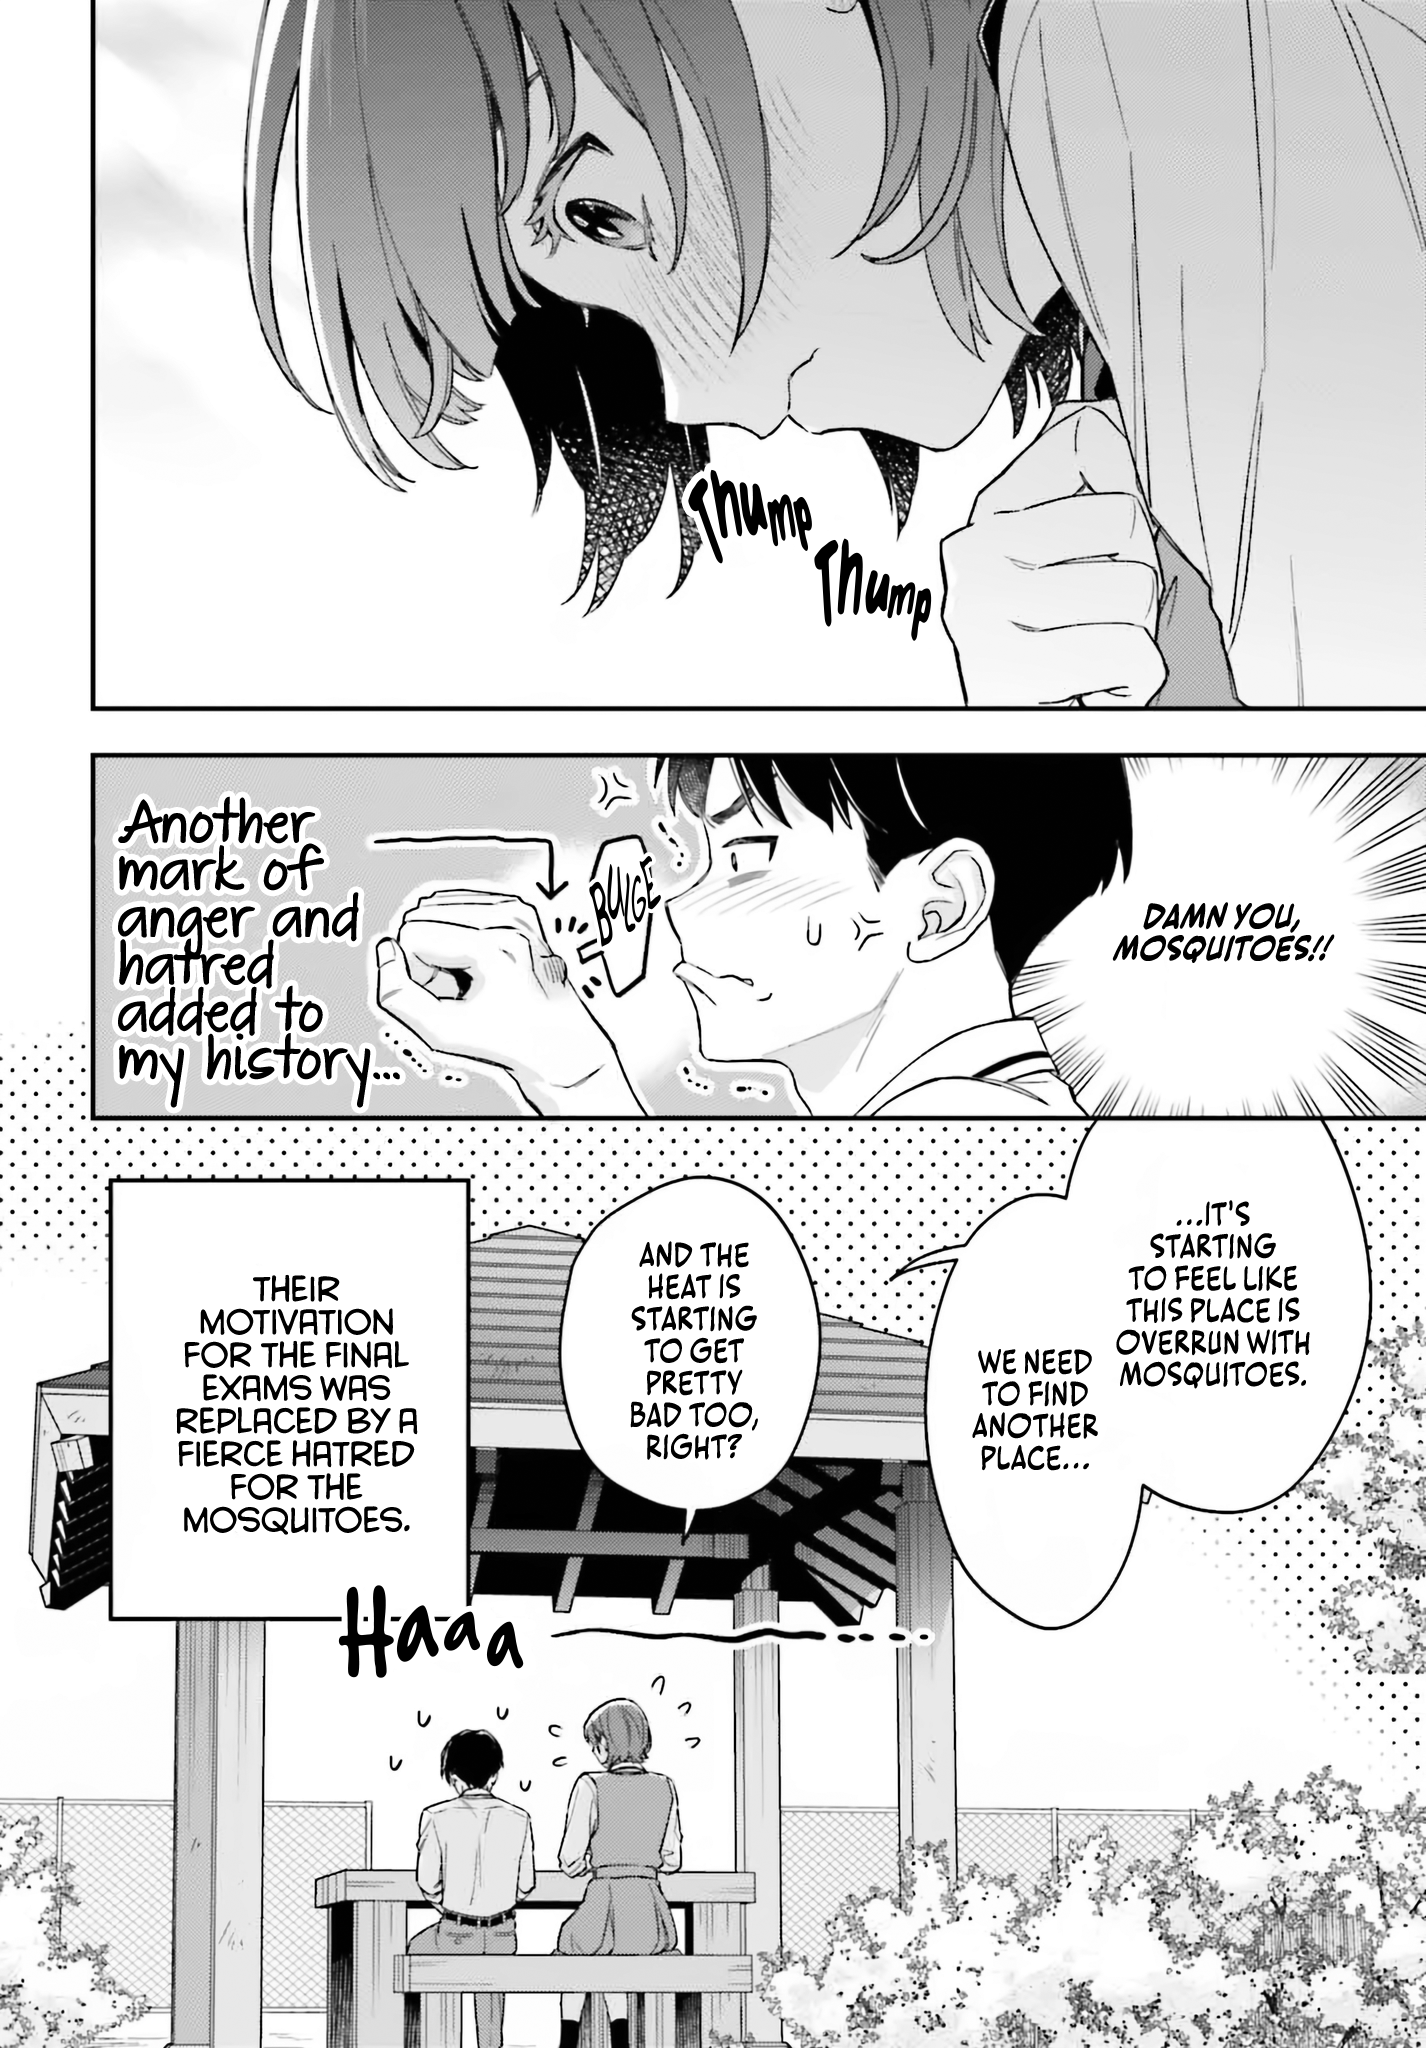 Thump
Thump
DAMN YOU,
MOSQUITOES!!
BULGE
Another
mark of
anger and
hatred
added to
my history...
...IT'S
STARTING
TO FEEL LIKE
THIS PLACE IS
OVERRUN WITH
MOSQUITOES.
WE NEED
TO FIND
ANOTHER
PLACE...
AND THE
HEAT IS
STARTING
TO GET
PRETTY
BAD TOO,
RIGHT?
THEIR
MOTIVATION
FOR THE FINAL
EXAMS WAS
REPLACED BY A
FIERCE HATRED
FOR THE
MOSQUITOES.
Haaa